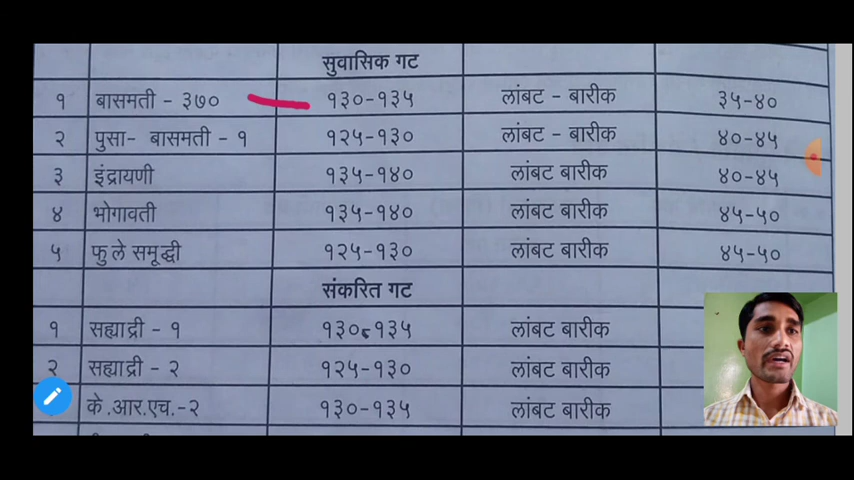 सुवासिक गट
१ बासमती - ३७० १३०-१३५ लांबट - बारीक ३५-४०
२ पुसा- बासमती - १ १२५-१३० लांबट - बारीक ४०-४५
३ इंद्रायणी १३५-१४० लांबट बारीक ४०-४५
४ भोगावती १३५-१४० लांबट बारीक ४५-५०
५ फुले समृद्धी १२५-१३० लांबट बारीक ४५-५०
संकरित गट
१ सह्याद्री - १ १३०-१३५ लांबट बारीक
२ सह्याद्री - २ १२५-१३० लांबट बारीक
के.आर.एच.-२ १३०-१३५ लांबट बारीक